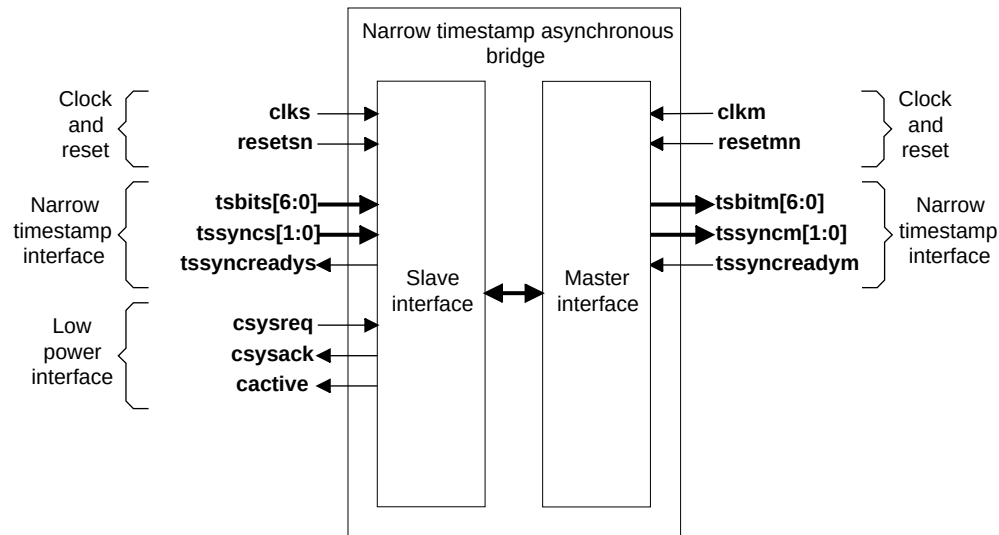 Narrow timestamp asynchronous
bridge
Clock
and
reset
clks
resetsn
Narrow
timestamp
interface
tsbits[6:0]
tssyncs[1:0]
tssyncreadys
Low
power
interface
csysreq
csysack
cactive
Slave
interface
Master
interface
clkm
resetmn
Clock
and
reset
tsbitm[6:0]
tssyncm[1:0]
tssyncreadym
Narrow
timestamp
interface